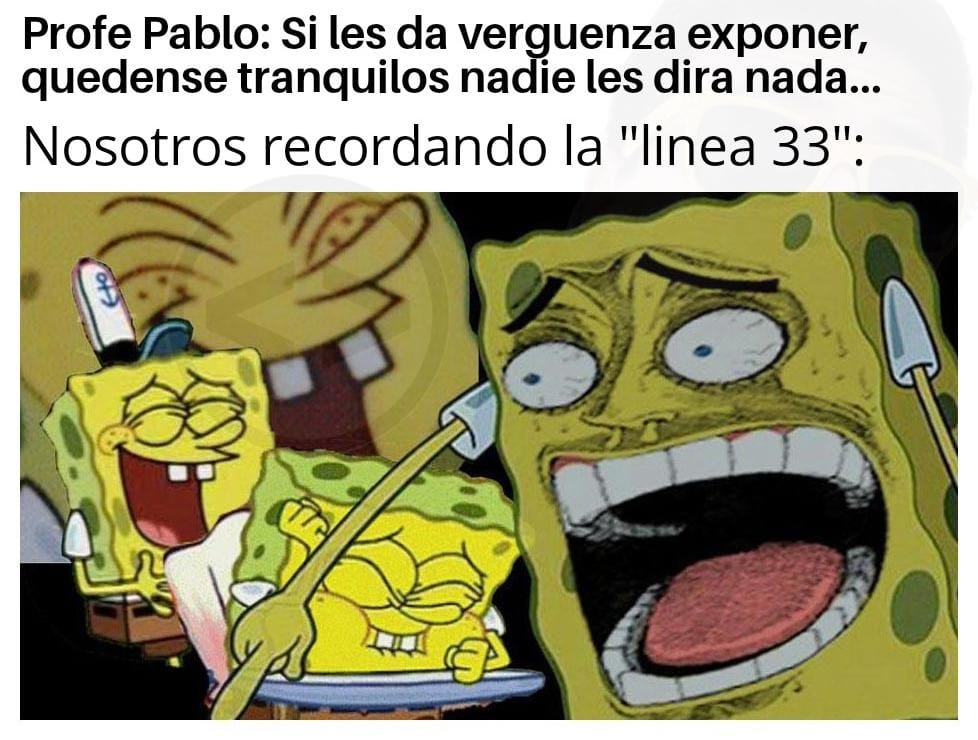 Profe Pablo: Si les da verguenza exponer,
quedense tranquilos nadie les dira nada...
Nosotros recordando la "linea 33":